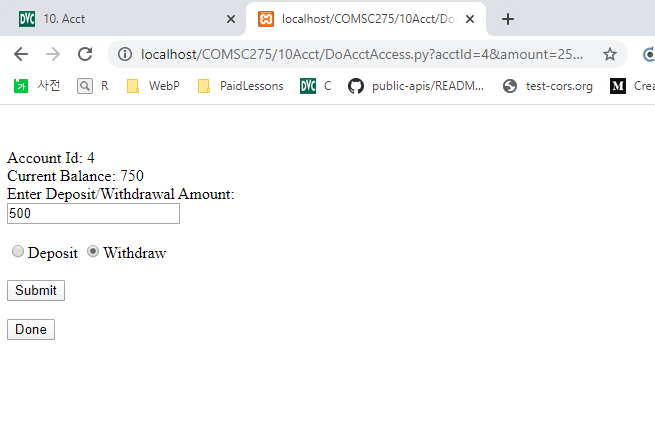 10. Acct
localhost/COMSC275/10Acct/Do
localhost/COMSC275/10Acct/DoAcctAccess.py?acctId=4&amount=25...
사전 R WebP PaidLessons DVC C public-apis/READM... test-cors.org M Crea
Account Id: 4
Current Balance: 750
Enter Deposit/Withdrawal Amount:
500
Deposit Withdraw
Submit
Done